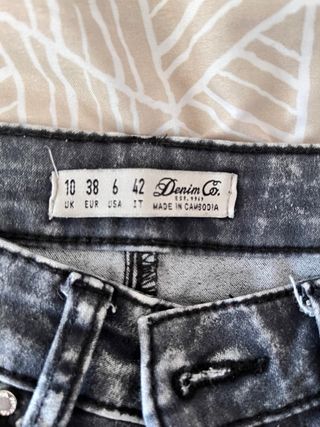 10 38 6 42 Denim Co.
EST. 1969
UK EUR USA IT MADE IN CAMBODIA